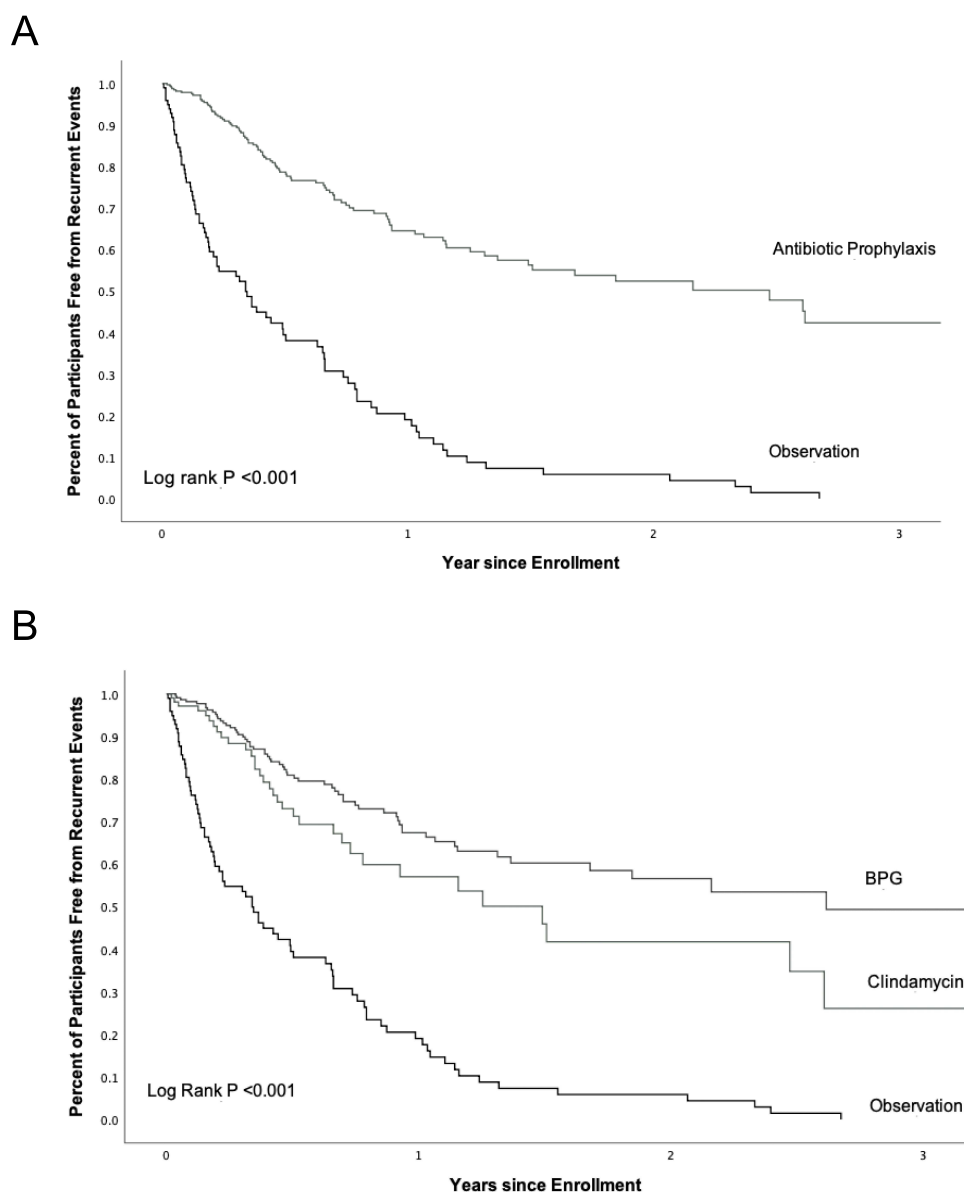 A
Percent of Participants Free from Recurrent Events
1.0
0.9
0.8
0.7
0.6
0.5
0.4
0.3
0.2
0.1
0.0
Antibiotic Prophylaxis
Observation
Log rank P <0.001
0 1 2 3
Year since Enrollment
B
Percent of Participants Free from Recurrent Events
1.0
0.9
0.8
0.7
0.6
0.5
0.4
0.3
0.2
0.1
0.0
BPG
Clindamycin
Log Rank P <0.001
Observation
0 1 2 3
Years since Enrollment